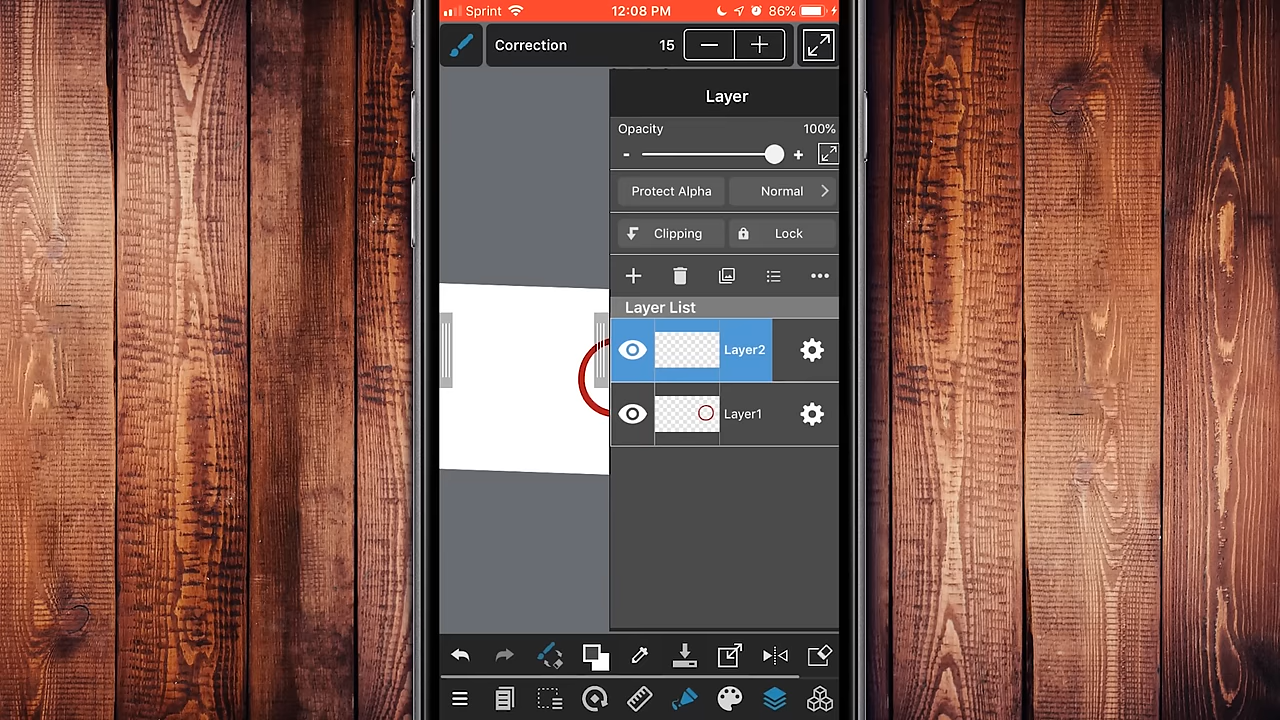 Sprint 12:08 PM 86%
Correction 15
Layer
Opacity 100%
Protect Alpha Normal
Clipping Lock
Layer List
Layer2
Layer1